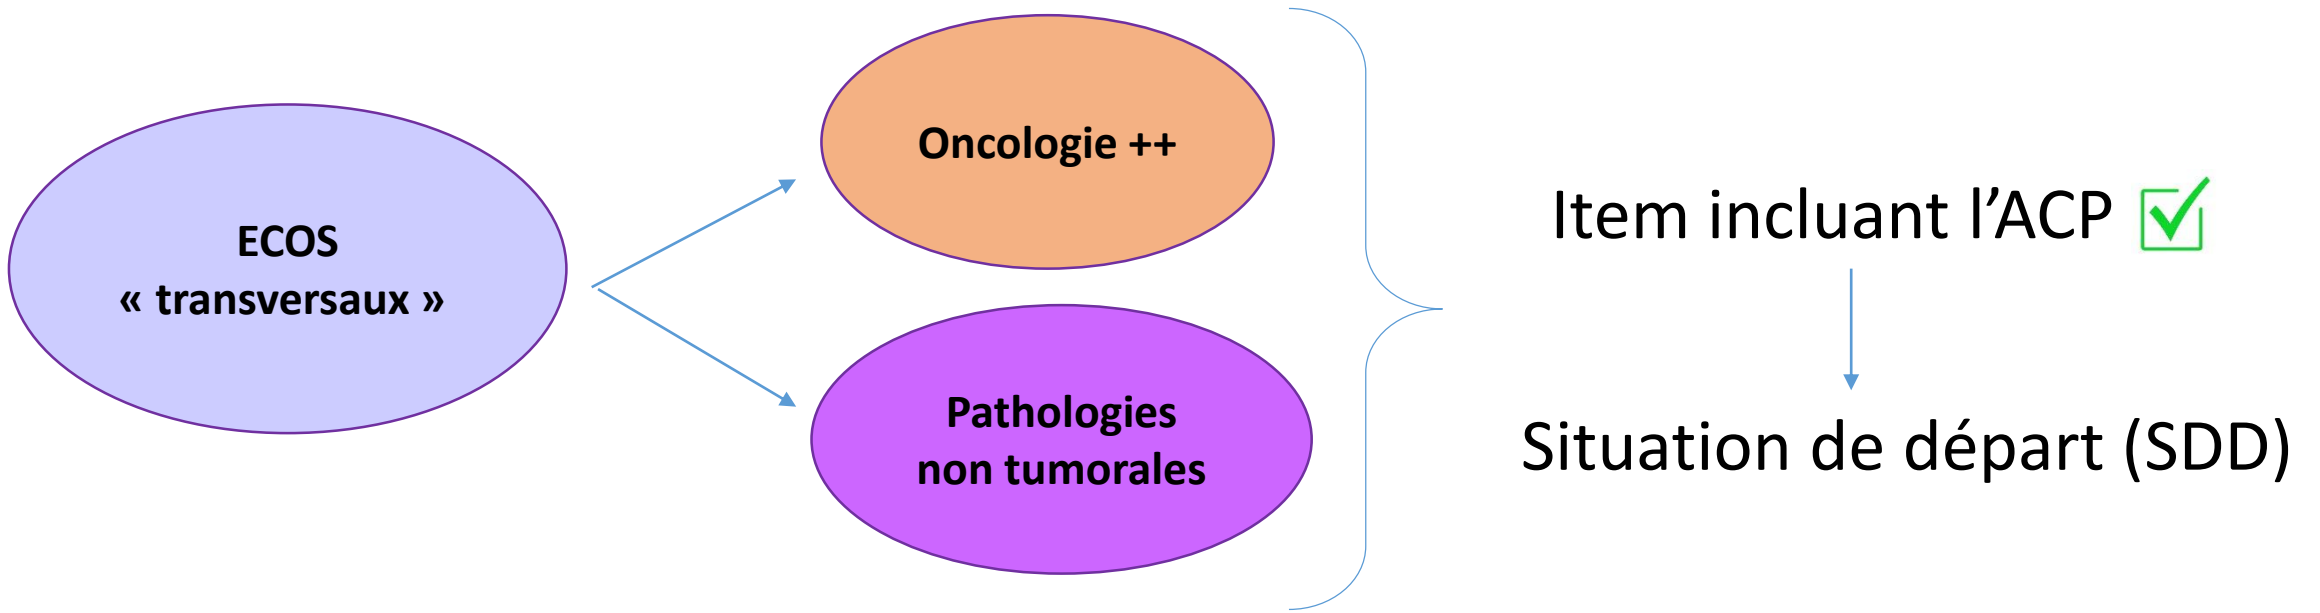 ECOS
« transversaux »
Oncologie ++
Pathologies
non tumorales
Item incluant l’ACP
Situation de départ (SDD)